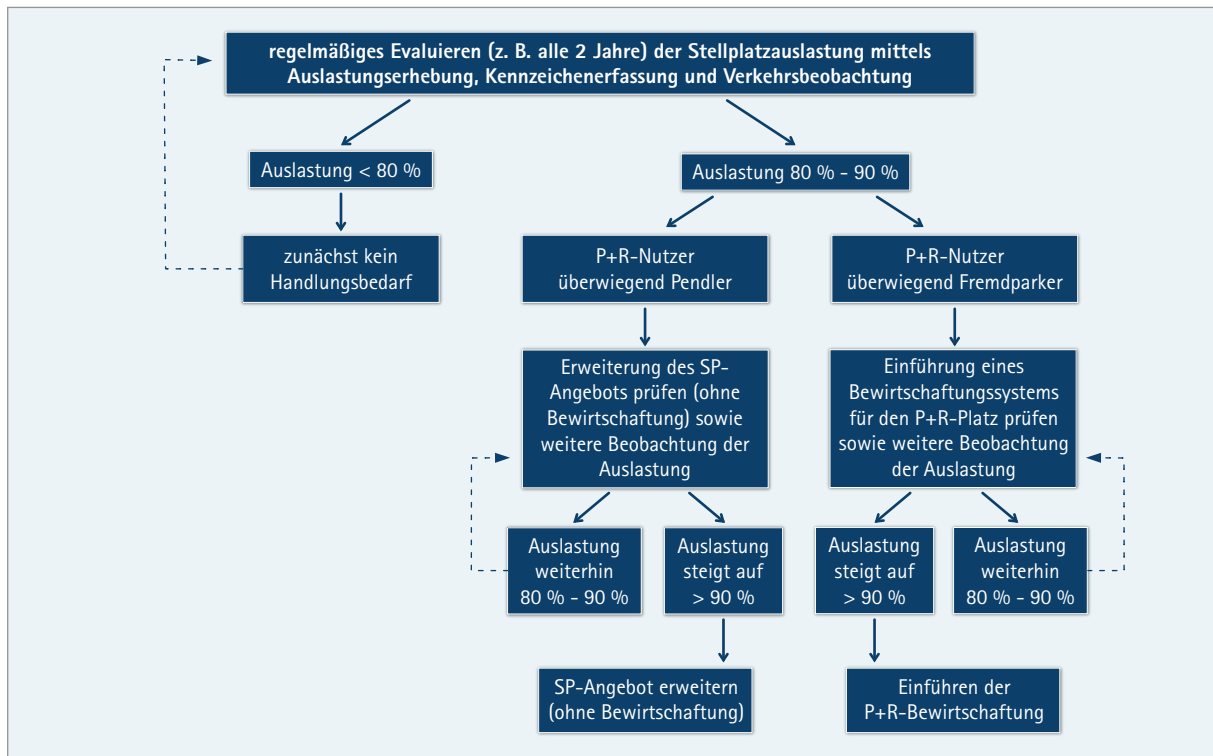 regelmäßiges Evaluieren (z. B. alle 2 Jahre) der Stellplatzauslastung mittels
Auslastungserhebung, Kennzeichenerfassung und Verkehrsbeobachtung
Auslastung < 80 %
Auslastung 80 % - 90 %
zunächst kein
Handlungsbedarf
P+R-Nutzer
überwiegend Pendler
P+R-Nutzer
überwiegend Fremdparker
Erweiterung des SP-
Angebots prüfen (ohne
Bewirtschaftung) sowie
weitere Beobachtung der
Auslastung
Einführung eines
Bewirtschaftungssystems
für den P+R-Platz prüfen
sowie weitere Beobachtung
der Auslastung
Auslastung
weiterhin
80 % - 90 %
Auslastung
steigt auf
> 90 %
Auslastung
steigt auf
> 90 %
Auslastung
weiterhin
80 % - 90 %
SP-Angebot erweitern
(ohne Bewirtschaftung)
Einführen der
P+R-Bewirtschaftung